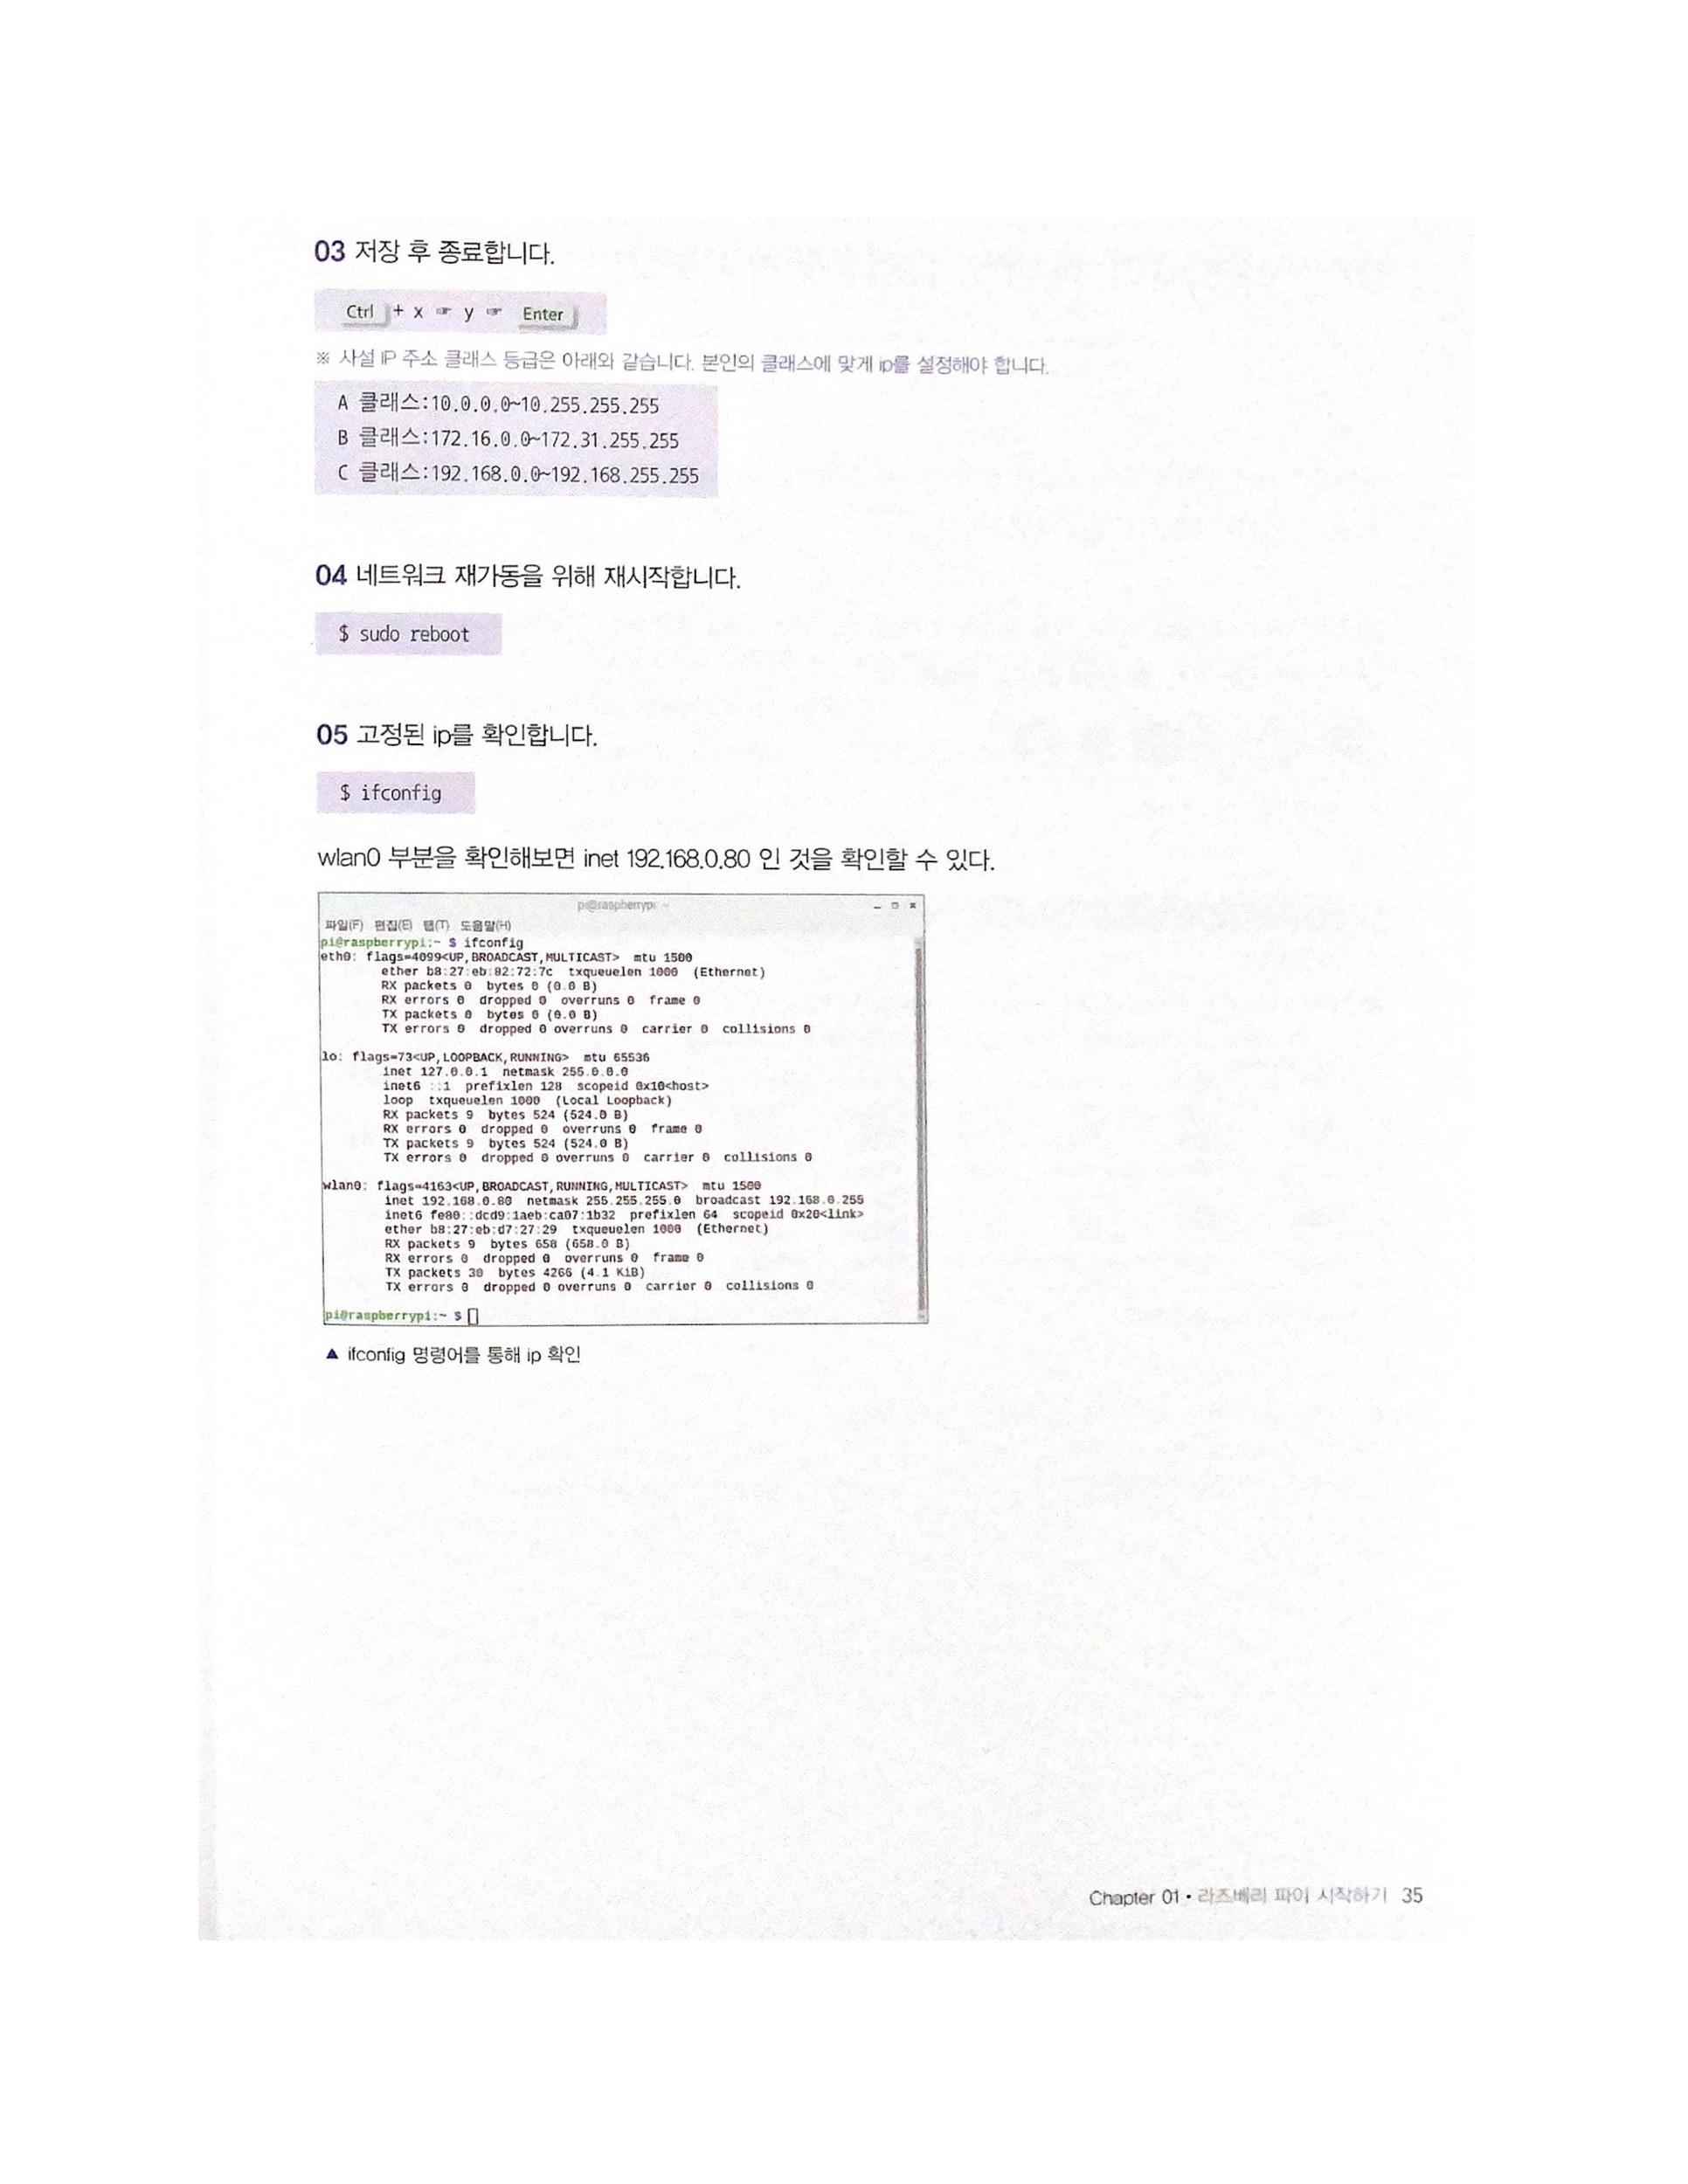 03 저장 후 종료합니다.
Ctrl + x ☞ y ☞ Enter
※ 사설 IP 주소 클래스 등급은 아래와 같습니다. 본인의 클래스에 맞게 ip를 설정해야 합니다.
A 클래스:10.0.0.0~10.255.255.255
B 클래스:172.16.0.0~172.31.255.255
C 클래스:192.168.0.0~192.168.255.255
04 네트워크 재가동을 위해 재시작합니다.
$ sudo reboot
05 고정된 ip를 확인합니다.
$ ifconfig
wlan0 부분을 확인해보면 inet 192.168.0.80 인 것을 확인할 수 있다.
pi@raspberrypi: ~
파일(F) 편집(E) 탭(T) 도움말(H)
pi@raspberrypi:~ $ ifconfig
eth0: flags=4099<UP,BROADCAST,MULTICAST> mtu 1500
ether b8:27:eb:82:72:7c txqueuelen 1000 (Ethernet)
RX packets 0 bytes 0 (0.0 B)
RX errors 0 dropped 0 overruns 0 frame 0
TX packets 0 bytes 0 (0.0 B)
TX errors 0 dropped 0 overruns 0 carrier 0 collisions 0
lo: flags=73<UP,LOOPBACK,RUNNING> mtu 65536
inet 127.0.0.1 netmask 255.0.0.0
inet6 ::1 prefixlen 128 scopeid 0x10<host>
loop txqueuelen 1000 (Local Loopback)
RX packets 9 bytes 524 (524.0 B)
RX errors 0 dropped 0 overruns 0 frame 0
TX packets 9 bytes 524 (524.0 B)
TX errors 0 dropped 0 overruns 0 carrier 0 collisions 0
wlan0: flags=4163<UP,BROADCAST,RUNNING,MULTICAST> mtu 1500
inet 192.168.0.80 netmask 255.255.255.0 broadcast 192.168.0.255
inet6 fe80::dcd9:1aeb:ca07:1b32 prefixlen 64 scopeid 0x20<link>
ether b8:27:eb:d7:27:29 txqueuelen 1000 (Ethernet)
RX packets 9 bytes 658 (658.0 B)
RX errors 0 dropped 0 overruns 0 frame 0
TX packets 30 bytes 4266 (4.1 KiB)
TX errors 0 dropped 0 overruns 0 carrier 0 collisions 0
pi@raspberrypi:~ $
▲ ifconfig 명령어를 통해 ip 확인
Chapter 01 • 라즈베리 파이 시작하기 35